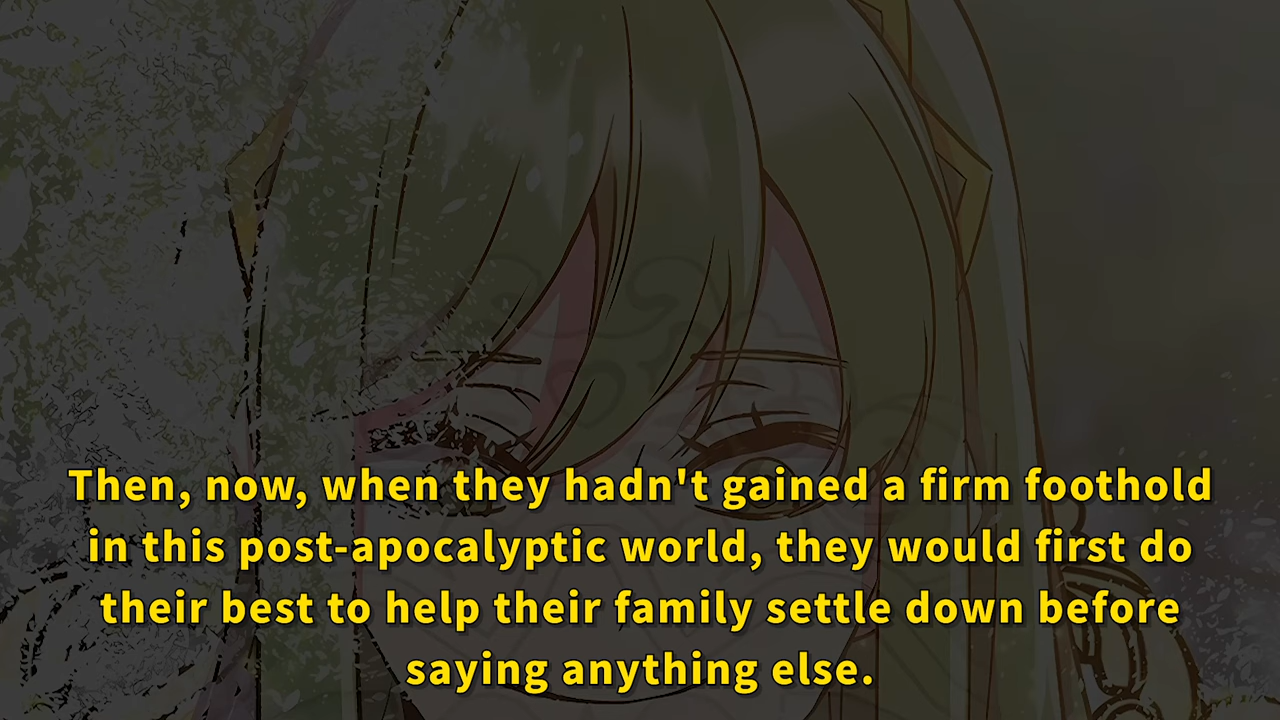 Then, now, when they hadn't gained a firm foothold
in this post-apocalyptic world, they would first do
their best to help their family settle down before
saying anything else.